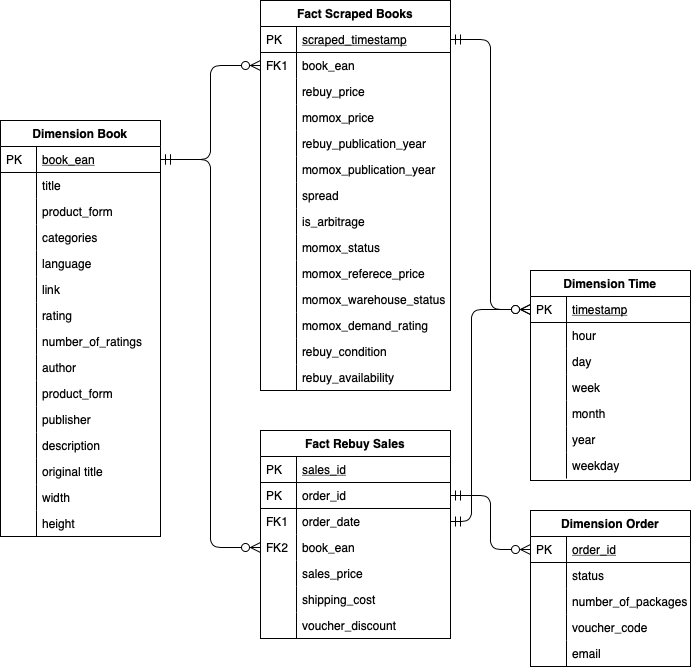 Fact Scraped Books
PK scraped_timestamp
FK1 book_ean
rebuy_price
momox_price
rebuy_publication_year
momox_publication_year
spread
is_arbitrage
momox_status
momox_referece_price
momox_warehouse_status
momox_demand_rating
rebuy_condition
rebuy_availability
Dimension Book
PK book_ean
title
product_form
categories
language
link
rating
number_of_ratings
author
product_form
publisher
description
original title
width
height
Fact Rebuy Sales
PK sales_id
PK order_id
FK1 order_date
FK2 book_ean
sales_price
shipping_cost
voucher_discount
Dimension Time
PK timestamp
hour
day
week
month
year
weekday
Dimension Order
PK order_id
status
number_of_packages
voucher_code
email